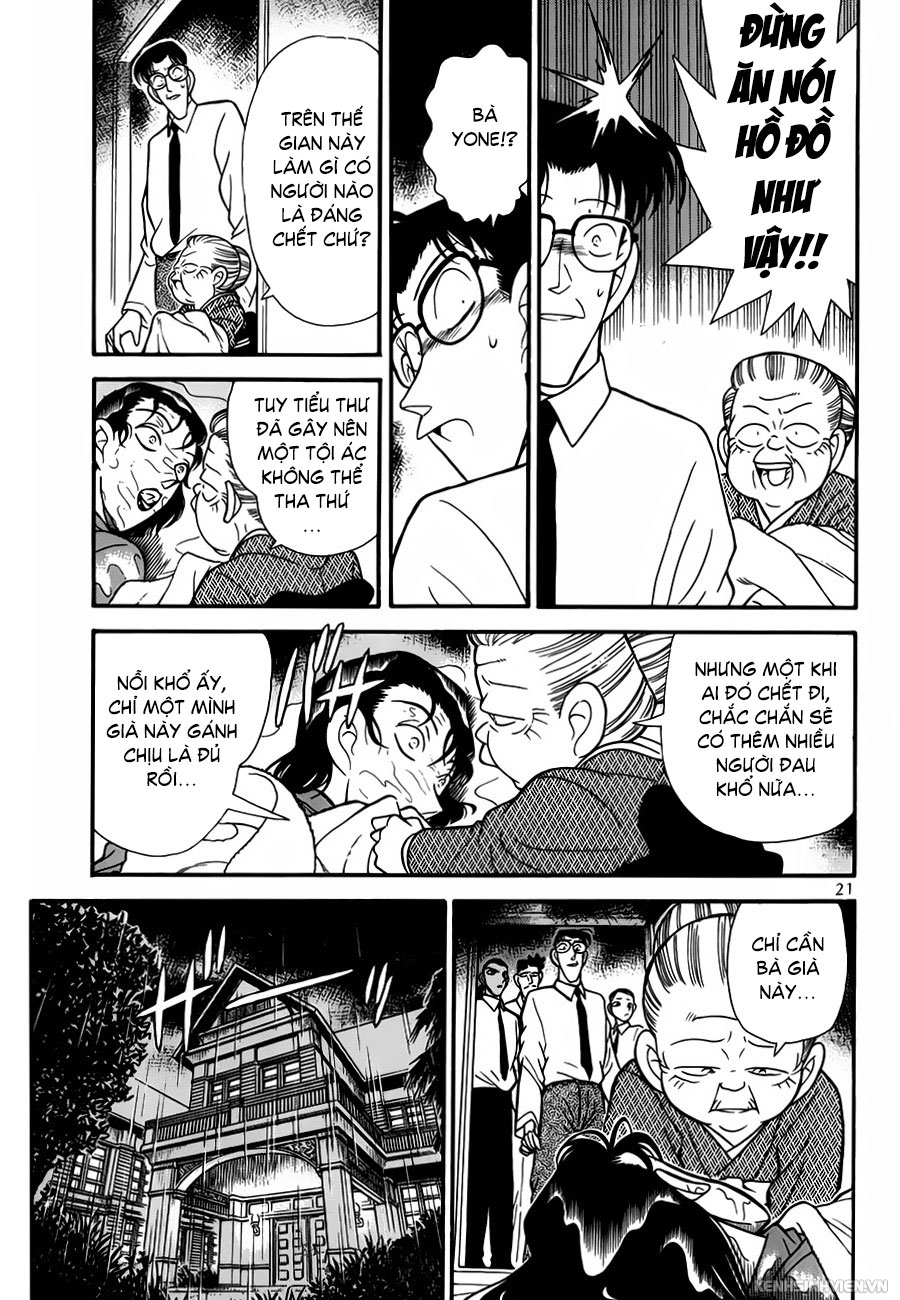 ĐỪNG
ĂN NÓI
HỒ ĐỒ
NHƯ
VẬY!!
BÀ
YONE!?
TRÊN THẾ
GIAN NÀY
LÀM GÌ CÓ
NGƯỜI NÀO
LÀ ĐÁNG
CHẾT CHỨ?
TUY TIỂU THƯ
ĐÃ GÂY NÊN
MỘT TỘI ÁC
KHÔNG THỂ
THA THỨ
...
NHƯNG MỘT KHI
AI ĐÓ CHẾT ĐI,
CHẮC CHẮN SẼ
CÓ THÊM NHIỀU
NGƯỜI ĐAU
KHỔ NỮA...
NỖI KHỔ ẤY,
CHỈ MỘT MÌNH
GIÀ NÀY GÁNH
CHỊU LÀ ĐỦ
RỒI...
21
CHỈ CẦN
BÀ GIÀ
NÀY...
KENHSINHVIEN.VN